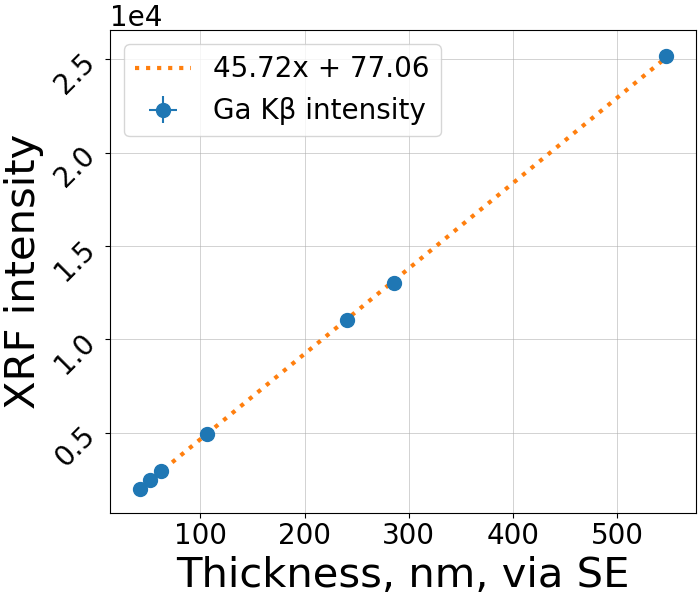 1e4
45.72x + 77.06
Ga Kβ intensity
2.5
2.0
1.5
1.0
0.5
XRF intensity
100 200 300 400 500
Thickness, nm, via SE